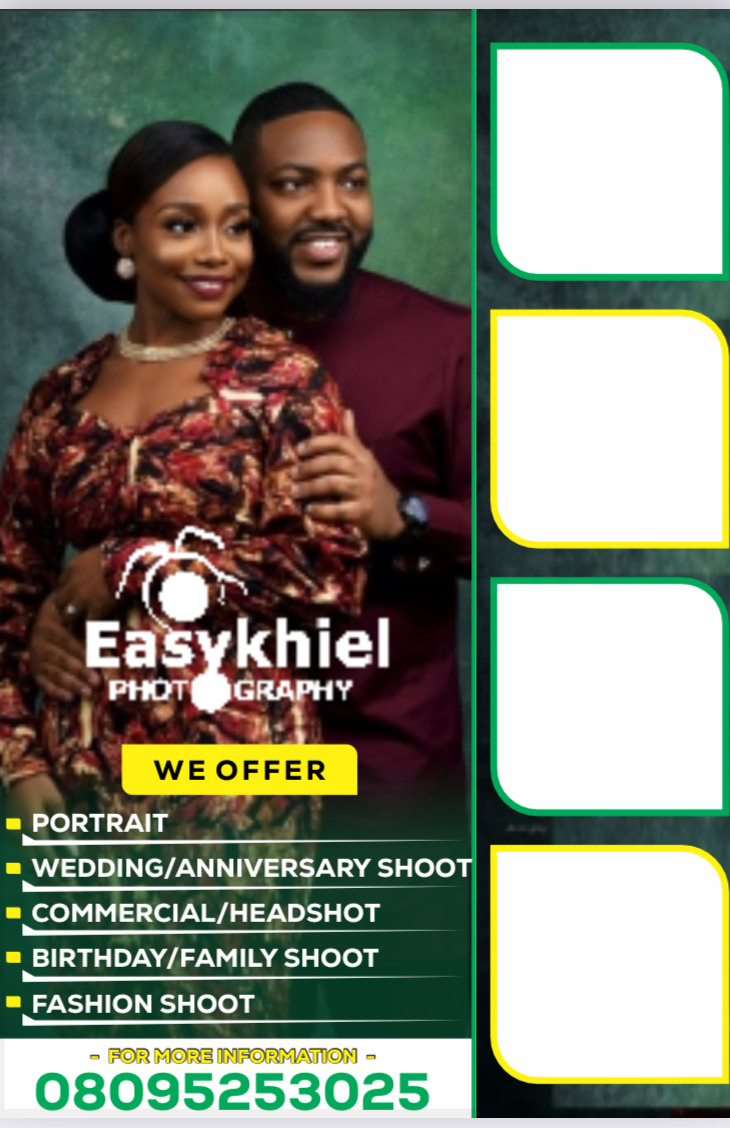 Easykhiel
PHOTOGRAPHY
WE OFFER
PORTRAIT
WEDDING/ANNIVERSARY SHOOT
COMMERCIAL/HEADSHOT
BIRTHDAY/FAMILY SHOOT
FASHION SHOOT
- FOR MORE INFORMATION -
08095253025